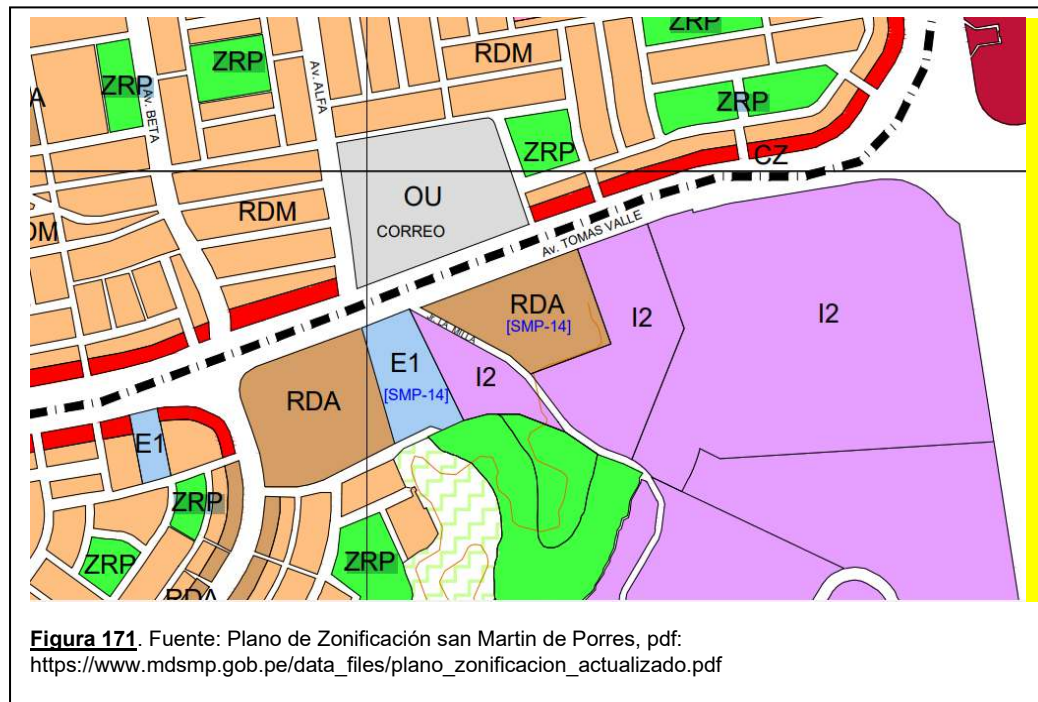 ZRP
ZRP
RDM
ZRP
ZRP
CZ
Av. BETA
Av. ALFA
A
OU
CORREO
RDM
DM
Av. TOMAS VALLE
RDA
[SMP-14]
I2
I2
E1
[SMP-14]
I2
RDA
E1
ZRP
ZRP
ZRP
RDA
Figura 171. Fuente: Plano de Zonificación san Martin de Porres, pdf:
https://www.mdsmp.gob.pe/data_files/plano_zonificacion_actualizado.pdf